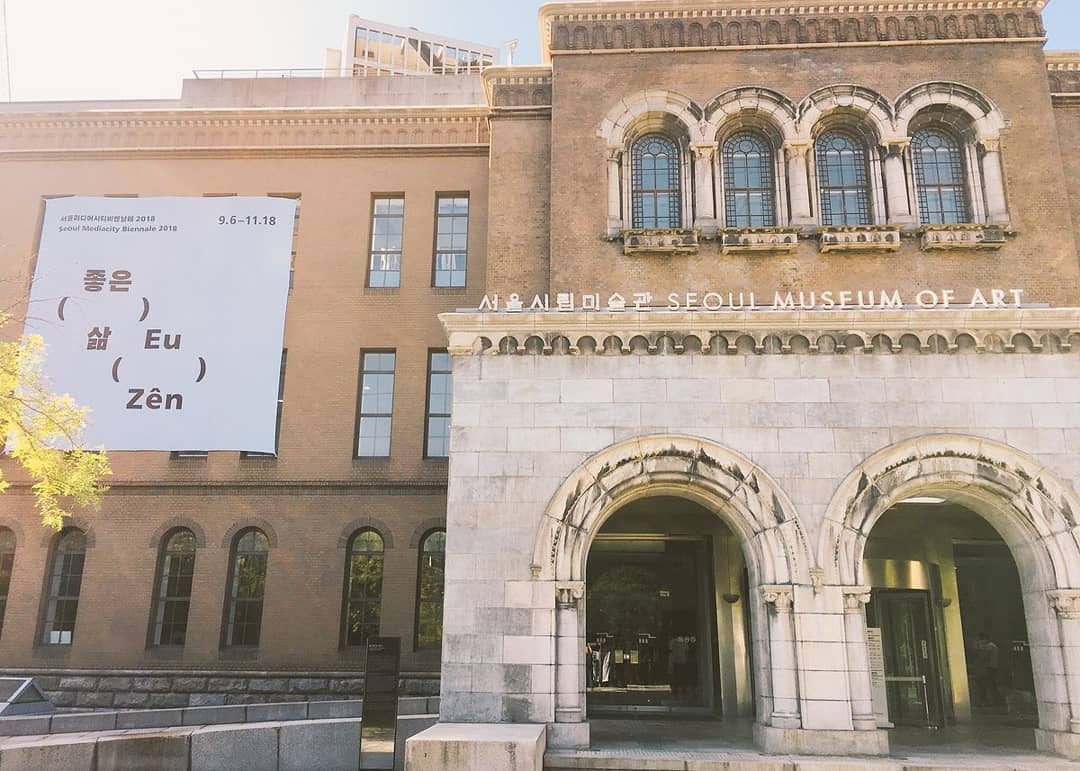 서울미디어시티비엔날레 2018
Seoul Mediacity Biennale 2018
9.6–11.18
좋은
(          )
삶   Eu
(          )
Zên
서울시립미술관 SEOUL MUSEUM OF ART